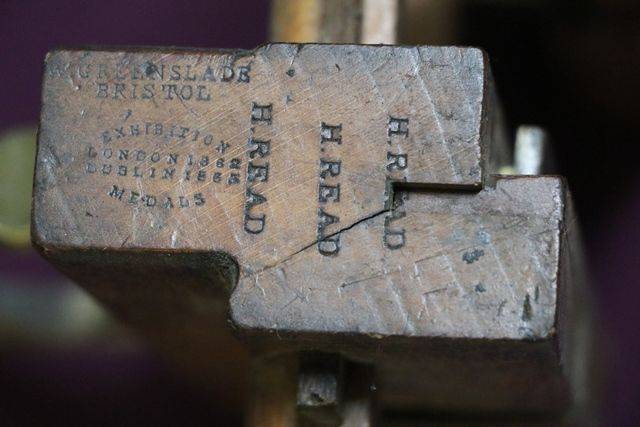 W. GREENSLADE
BRISTOL
EXHIBITION
LONDON 1862
DUBLIN 1865
MEDALS
H.READ
H.READ
H.READ